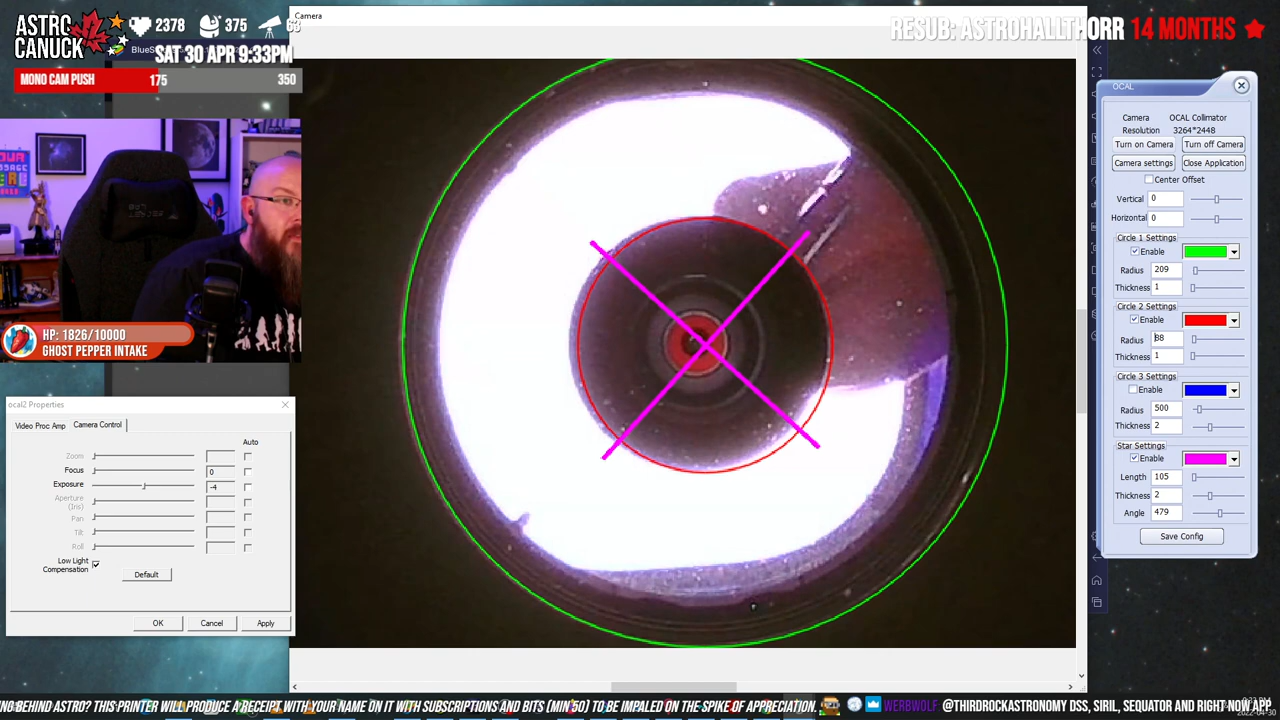 ASTRO
CANUCK
2378
375
63
BlueS
SAT 30 APR 9:33PM
MONO CAM PUSH 175 350
Camera
RESUB: ASTROHALLTHORR 14 MONTHS
HP: 1826/10000
GHOST PEPPER INTAKE
ocal2 Properties
Video Proc Amp
Camera Control
Auto
Zoom
Focus 0
Exposure -4
Aperture
(Iris)
Pan
Tilt
Roll
Low Light
Compensation
Default
OK
Cancel
Apply
OCAL
Camera OCAL Collimator
Resolution 3264*2448
Turn on Camera
Turn off Camera
Camera settings
Close Application
Center Offset
Vertical 0
Horizontal 0
Circle 1 Settings
Enable
Radius 209
Thickness 1
Circle 2 Settings
Enable
Radius 88
Thickness 1
Circle 3 Settings
Enable
Radius 500
Thickness 2
Star Settings
Enable
Length 105
Thickness 2
Angle 479
Save Config
NG BEHIND ASTRO? THIS PRINTER WILL PRODUCE A RECEIPT WITH YOUR NAME ON IT WITH SUBSCRIPTIONS AND BITS (MIN 50) TO BE IMPALED ON THE SPIKE OF APPRECIATION.
WERBWOLF @THIRDROCKASTRONOMY DSS, SIRIL, SEQUATOR AND RIGHT NOW APP